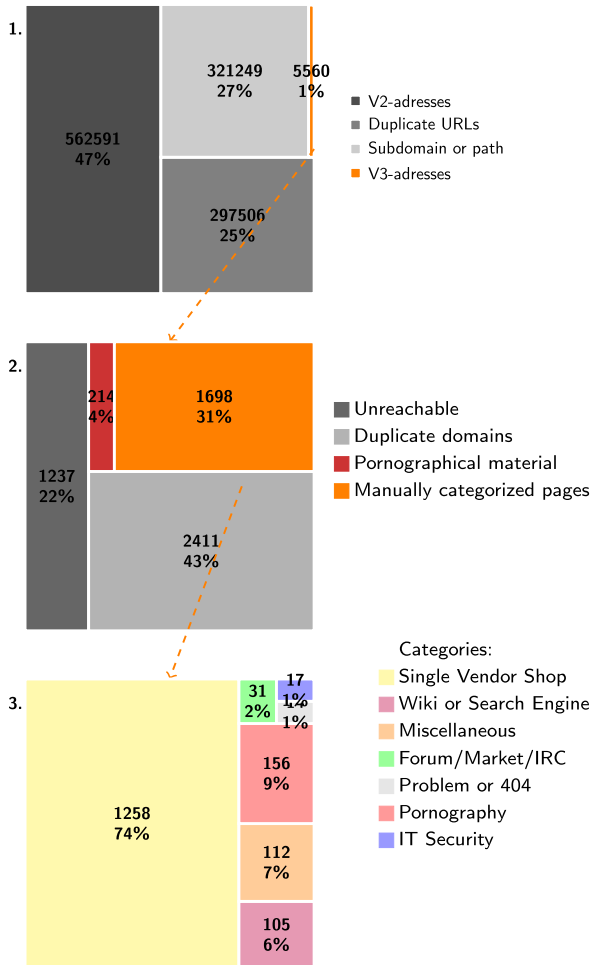 1.
562591
47%
321249
27%
5560
1%
297506
25%
V2-adresses
Duplicate URLs
Subdomain or path
V3-adresses
2.
1237
22%
214
4%
1698
31%
2411
43%
Unreachable
Duplicate domains
Pornographical material
Manually categorized pages
3.
1258
74%
31
2%
17
1%
1%
156
9%
112
7%
105
6%
Categories:
Single Vendor Shop
Wiki or Search Engine
Miscellaneous
Forum/Market/IRC
Problem or 404
Pornography
IT Security